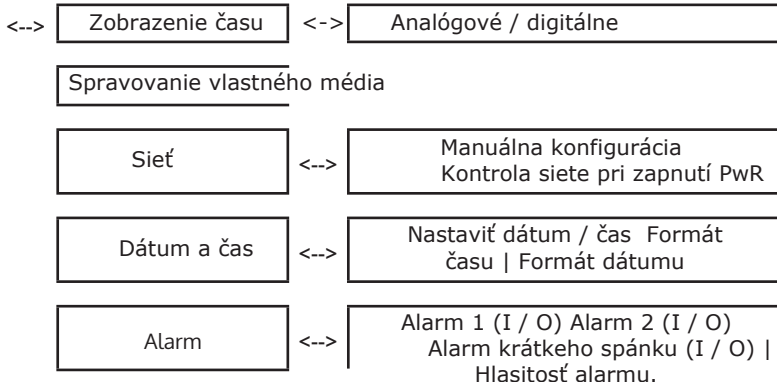 <--> Zobrazenie času <-> Analógové / digitálne
Spravovanie vlastného média
Sieť <--> Manuálna konfigurácia
Kontrola siete pri zapnutí PwR
Dátum a čas <--> Nastaviť dátum / čas Formát
času | Formát dátumu
Alarm <--> Alarm 1 (I / O) Alarm 2 (I / O)
Alarm krátkeho spánku (I / O) |
Hlasitosť alarmu.